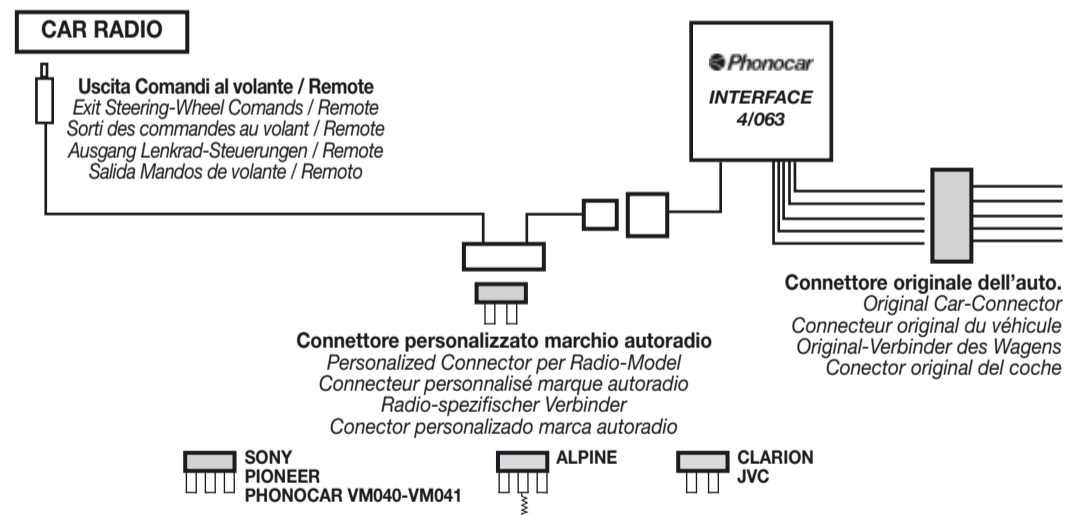 CAR RADIO
Uscita Comandi al volante / Remote
Exit Steering-Wheel Comands / Remote
Sorti des commandes au volant / Remote
Ausgang Lenkrad-Steuerungen / Remote
Salida Mandos de volante / Remoto
Phonocar
INTERFACE
4/063
Connettore originale dell'auto.
Original Car-Connector
Connecteur original du véhicule
Original-Verbinder des Wagens
Conector original del coche
Connettore personalizzato marchio autoradio
Personalized Connector per Radio-Model
Connecteur personnalisé marque autoradio
Radio-spezifischer Verbinder
Conector personalizado marca autoradio
SONY
PIONEER
PHONOCAR VM040-VM041
ALPINE
CLARION
JVC